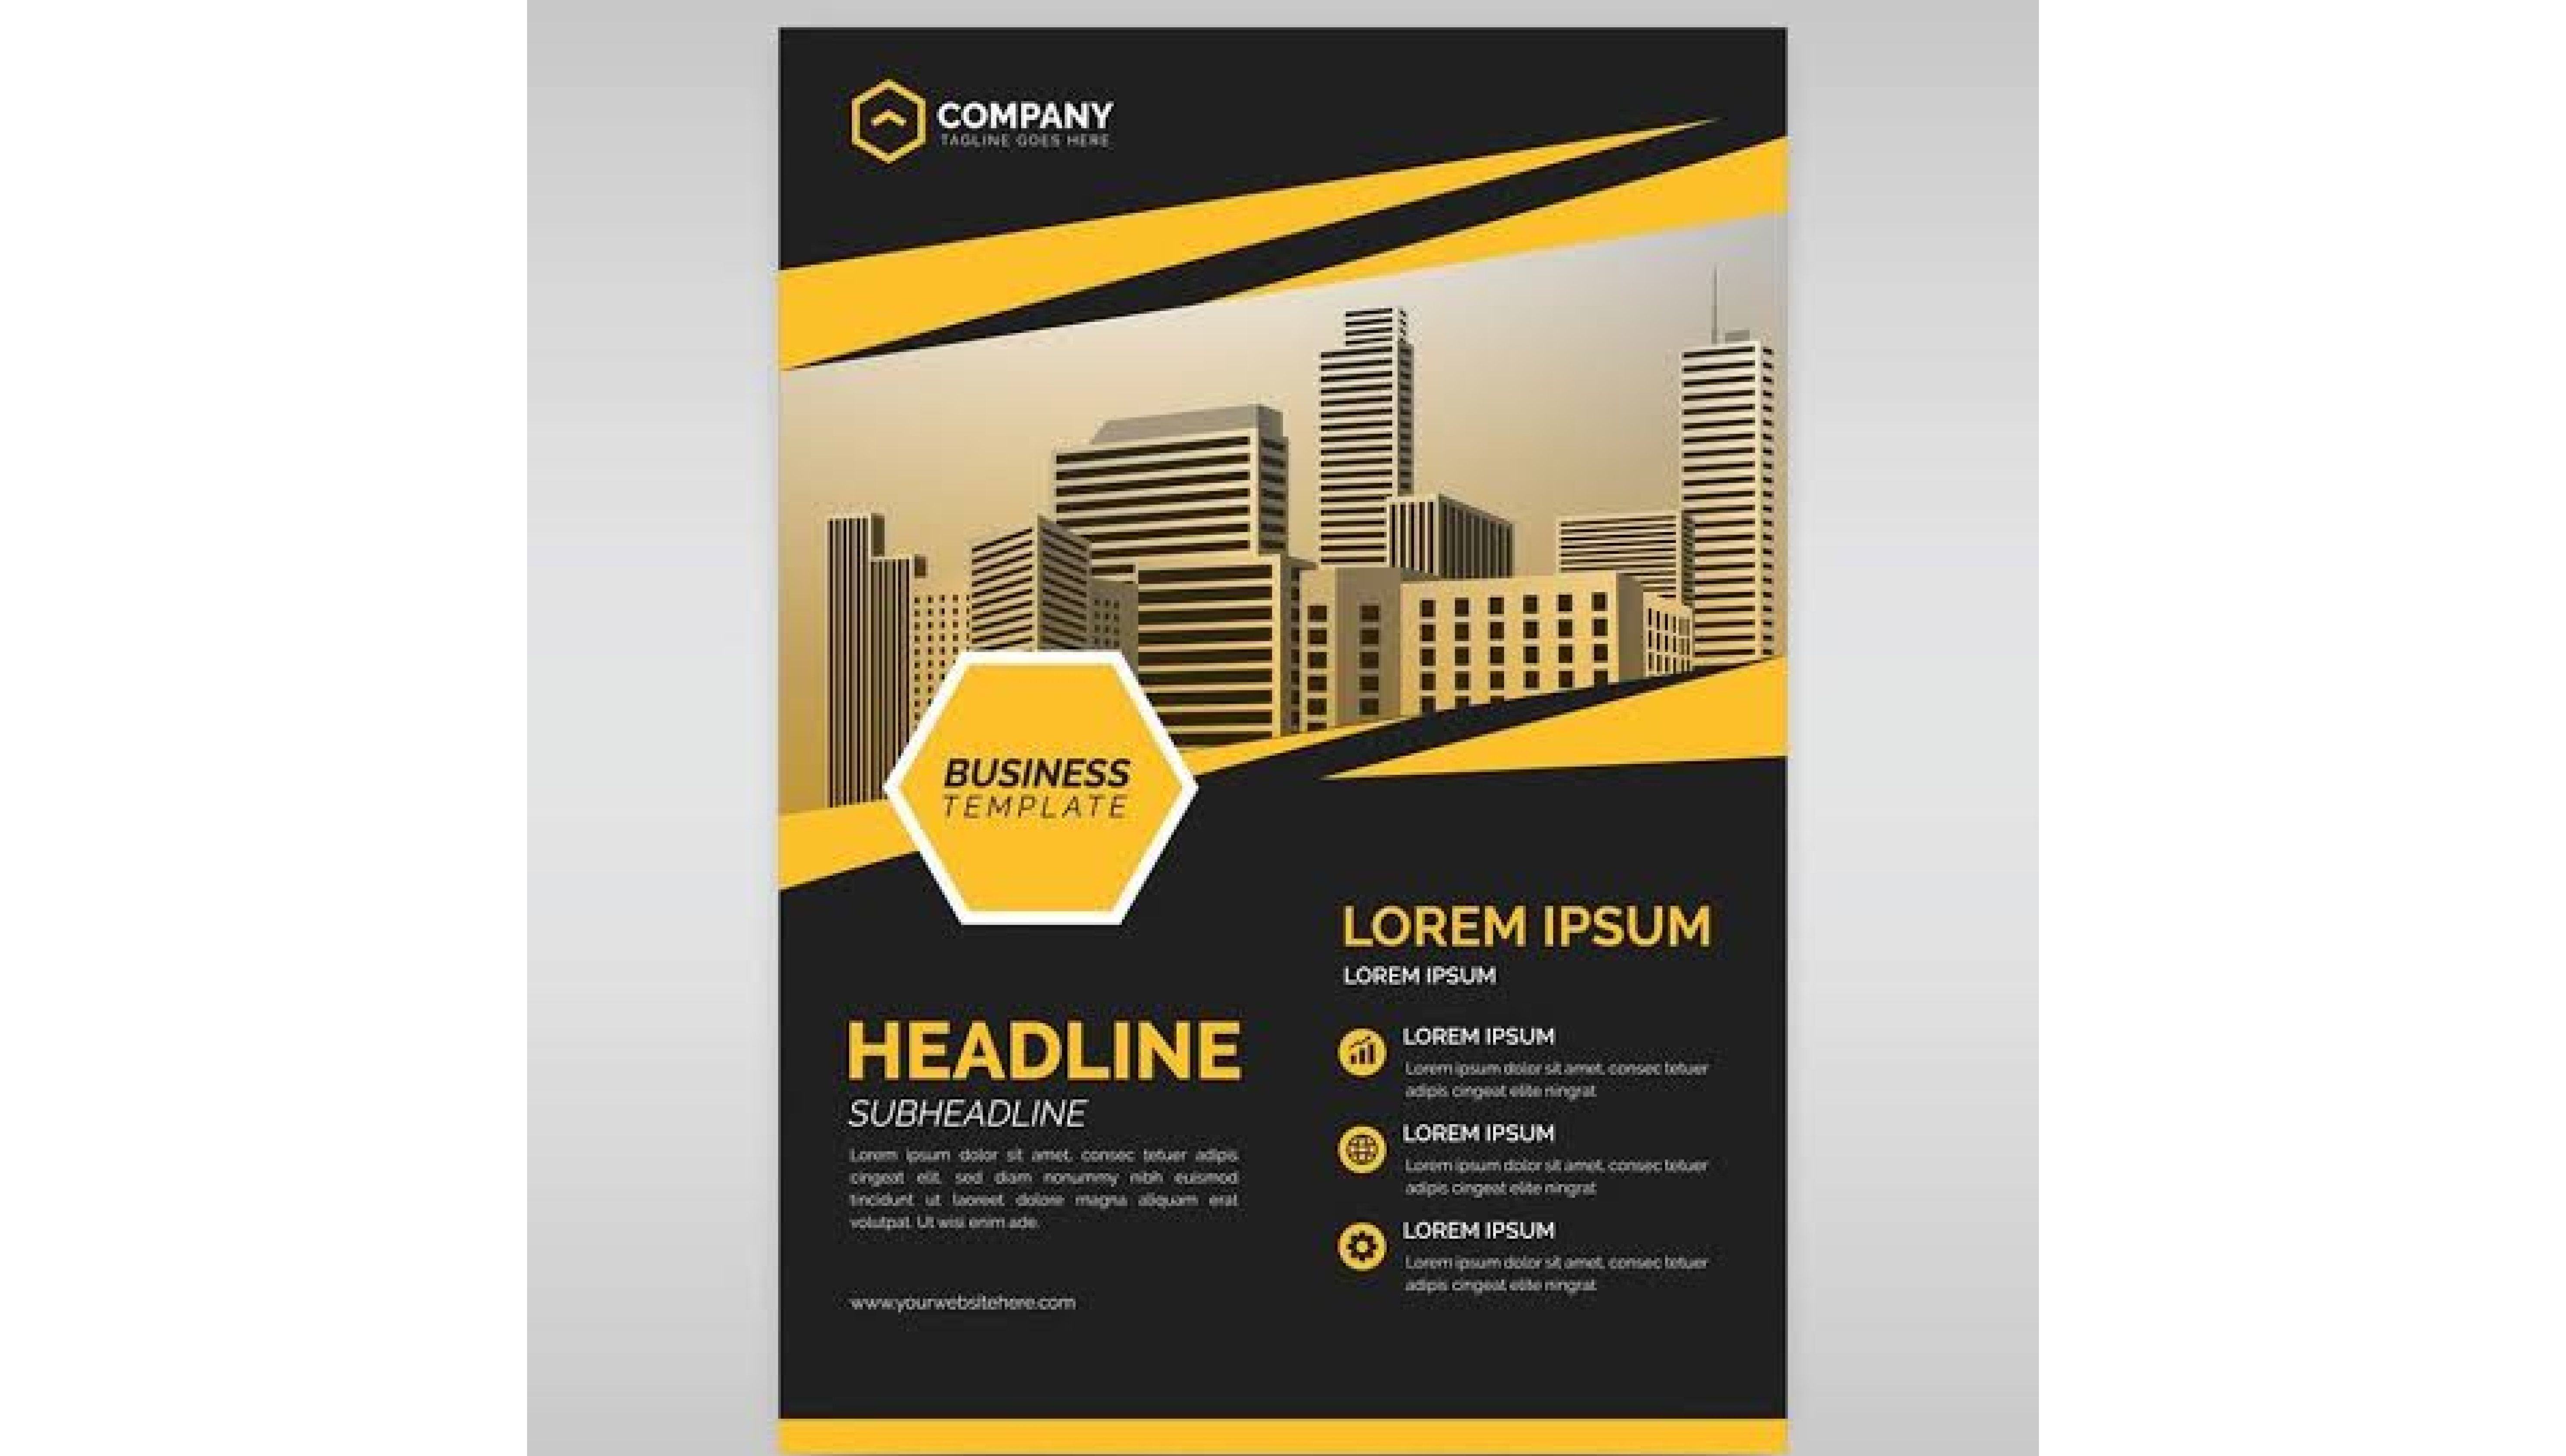 COMPANY
TAGLINE GOES HERE
BUSINESS
TEMPLATE
HEADLINE
SUBHEADLINE
Lorem ipsum dolor sit amet, consec tetuer adipis
cingeat elit, sed diam nonummy nibh euismod
tincidunt ut laoreet dolore magna aliquam erat
volutpat. Ut wisi enim ade.
www.yourwebsitehere.com
LOREM IPSUM
LOREM IPSUM
LOREM IPSUM
Lorem ipsum dolor sit amet, consec tetuer
adipis cingeat elite ningrat
LOREM IPSUM
Lorem ipsum dolor sit amet, consec tetuer
adipis cingeat elite ningrat
LOREM IPSUM
Lorem ipsum dolor sit amet, consec tetuer
adipis cingeat elite ningrat